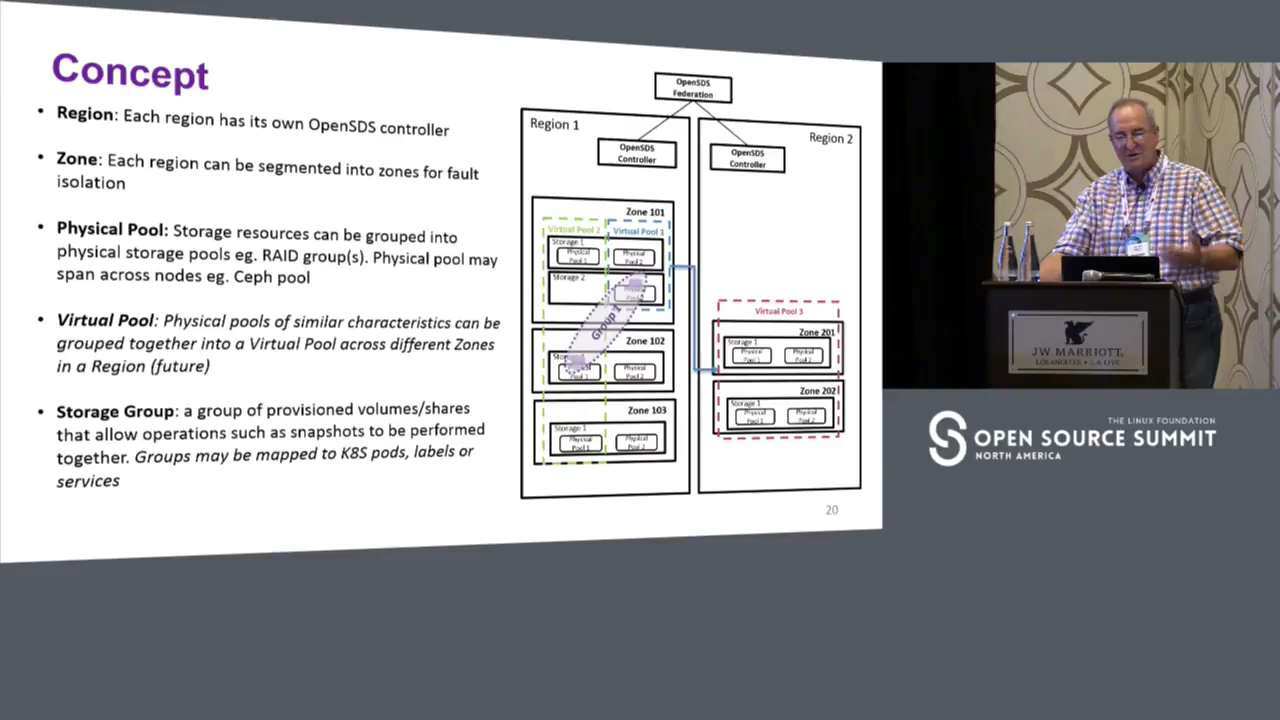 Concept
• Region: Each region has its own OpenSDS controller
• Zone: Each region can be segmented into zones for fault
isolation
• Physical Pool: Storage resources can be grouped into
physical storage pools eg. RAID group(s). Physical pool may
span across nodes eg. Ceph pool
• Virtual Pool: Physical pools of similar characteristics can be
grouped together into a Virtual Pool across different Zones
in a Region (future)
• Storage Group: a group of provisioned volumes/shares
that allow operations such as snapshots to be performed
together. Groups may be mapped to K8S pods, labels or
services
OpenSDS
Federation
Region 1
OpenSDS
Controller
Zone 101
Virtual Pool 2
Virtual Pool 1
Storage 1
Physical
Pool 1
Physical
Pool 2
Storage 2
Physical
Group
Zone 102
Pool 1
Physical
Pool 2
Zone 103
Storage 1
Physical
Pool 1
Physical
Pool 2
Region 2
OpenSDS
Controller
Virtual Pool 3
Zone 201
Storage 1
Physical
Pool 1
Physical
Pool 2
Zone 202
Storage 1
Physical
Pool 1
Physical
Pool 2
20
JW MARRIOTT
LOS ANGELES • L.A. LIVE
THE LINUX FOUNDATION
OPEN SOURCE SUMMIT
NORTH AMERICA